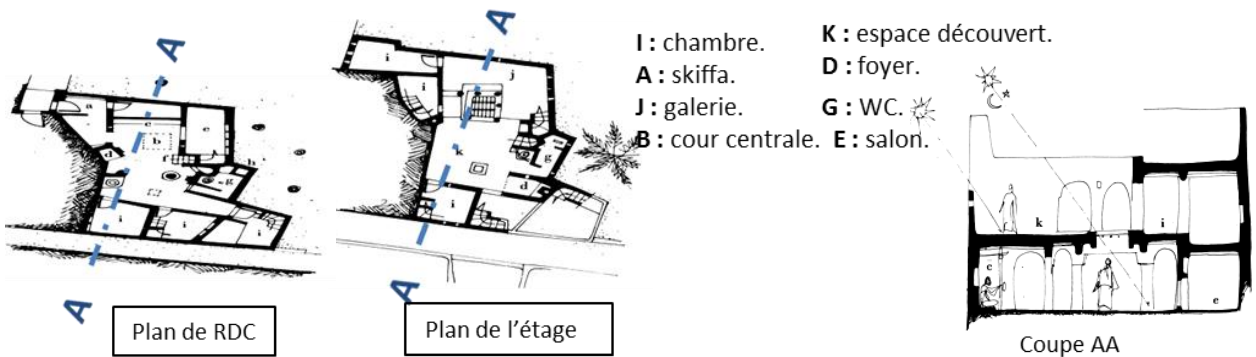 A
A
I : chambre.
A : skiffa.
J : galerie.
B : cour centrale.
K : espace découvert.
D : foyer.
G : WC.
E : salon.
a
e
b
e
d
f
h
g
i
i
i
A
Plan de RDC
i
j
i
k
g
d
i
A
Plan de l’étage
k
i
e
e
Coupe AA